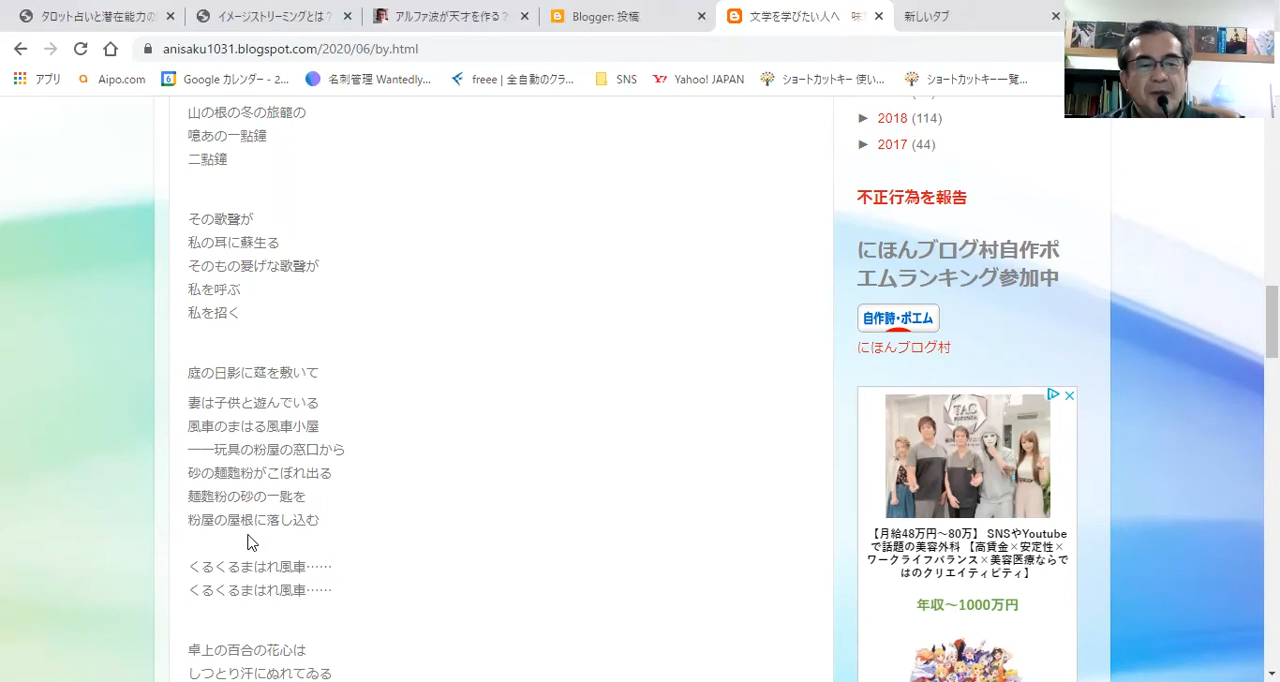 タロット占いと潜在能力の
イメージストリーミングとは？
アルファ波が天才を作る？
Blogger: 投稿
文学を学びたい人へ 味
新しいタブ
anisaku1031.blogspot.com/2020/06/by.html
アプリ
Aipo.com
Google カレンダー - 2...
名刺管理 Wantedly...
freee | 全自動のクラ...
SNS
Yahoo! JAPAN
ショートカットキー 使い...
ショートカットキー一覧...
山の根の冬の旅籠の
噫あの一點鐘
二點鐘
その歌聲が
私の耳に蘇生る
そのもの憂げな歌聲が
私を呼ぶ
私を招く
庭の日影に莚を敷いて
妻は子供と遊んでいる
風車のまはる風車小屋
――玩具の粉屋の窓口から
砂の麺麭粉がこぼれ出る
麺麭粉の砂の一匙を
粉屋の屋根に落し込む
くるくるまはれ風車……
くるくるまはれ風車……
卓上の百合の花心は
しつとり汗にぬれてゐる
► 2018 (114)
► 2017 (44)
不正行為を報告
にほんブログ村自作ポ
エムランキング参加中
自作詩・ポエム
にほんブログ村
TAC
【月給48万円～80万】 SNSやYoutube
で話題の美容外科 【高賃金×安定性×
ワークライフバランス×美容医療ならで
はのクリエイティビティ】
年収～1000万円